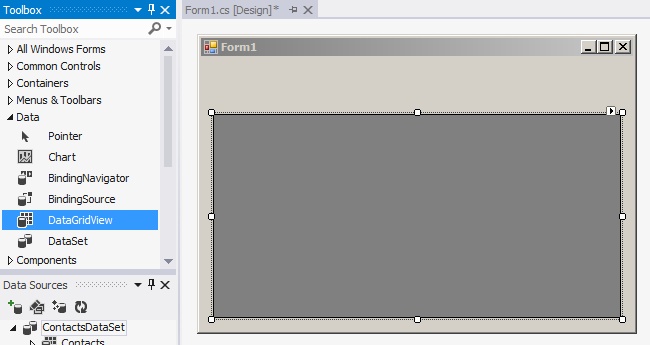 Toolbox
Search Toolbox
All Windows Forms
Common Controls
Containers
Menus & Toolbars
Data
Pointer
Chart
BindingNavigator
BindingSource
DataGridView
DataSet
Components
Data Sources
ContactsDataSet
Contacts
Form1.cs [Design]*
Form1